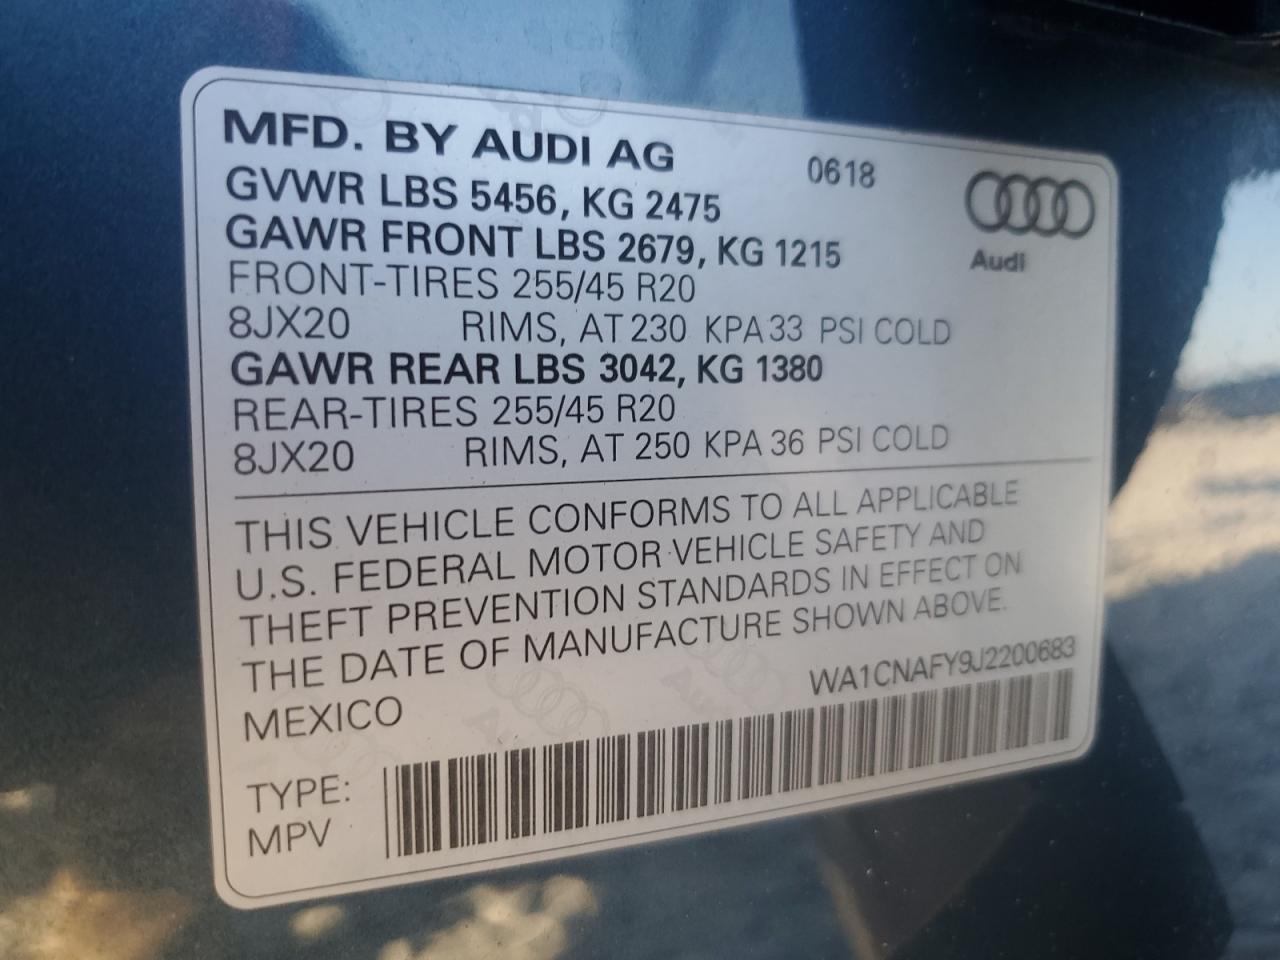 MFD. BY AUDI AG 0618
GVWR LBS 5456, KG 2475
GAWR FRONT LBS 2679, KG 1215
Audi
FRONT-TIRES 255/45 R20
8JX20 RIMS, AT 230 KPA 33 PSI COLD
GAWR REAR LBS 3042, KG 1380
REAR-TIRES 255/45 R20
8JX20 RIMS, AT 250 KPA 36 PSI COLD
THIS VEHICLE CONFORMS TO ALL APPLICABLE
U.S. FEDERAL MOTOR VEHICLE SAFETY AND
THEFT PREVENTION STANDARDS IN EFFECT ON
THE DATE OF MANUFACTURE SHOWN ABOVE.
MEXICO WA1CNAFY9J2200683
TYPE:
MPV